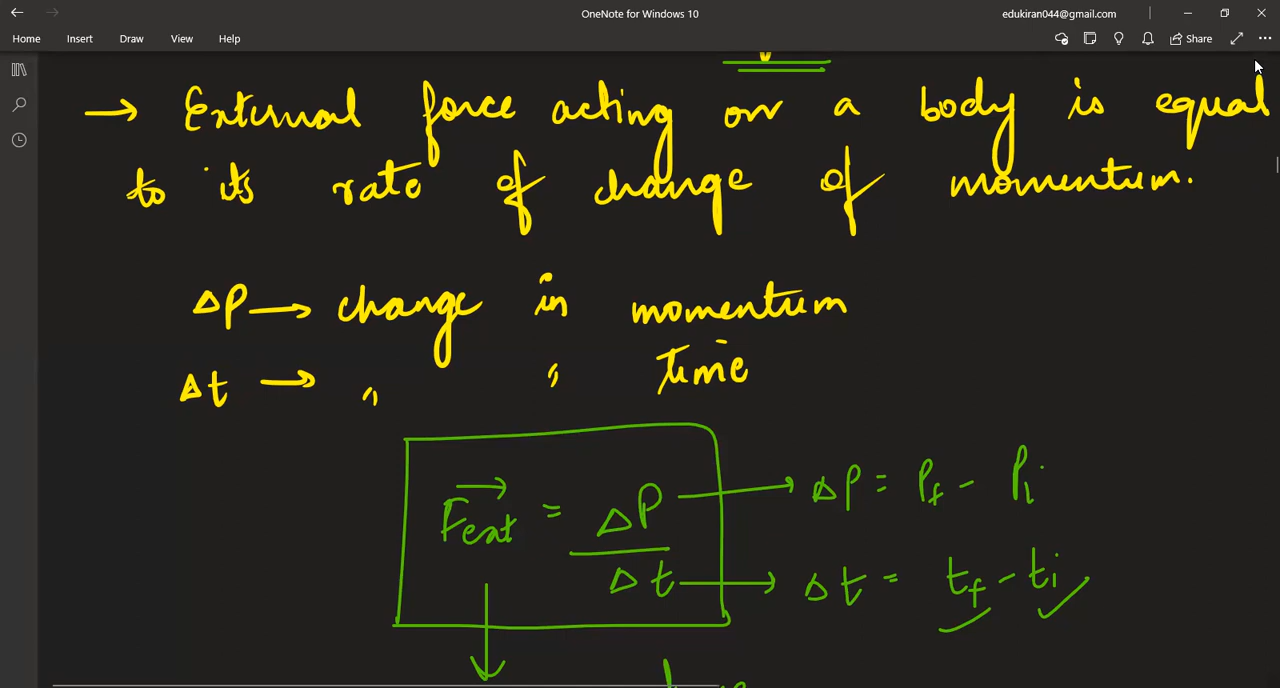 OneNote for Windows 10
edukiran044@gmail.com
Home Insert Draw View Help
Share
→ External force acting on a body is equal
to its rate of change of momentum.
ΔP → change in momentum
Δt → " " time
Fext = ΔP / Δt
→ ΔP = Pf - Pi
→ Δt = tf - ti